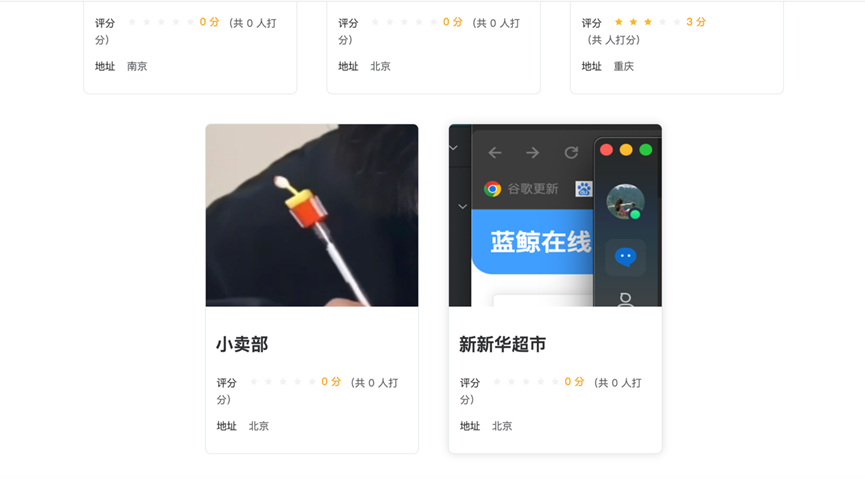 评分 0 分 (共 0 人打
分)
地址 南京
评分 0 分 (共 0 人打
分)
地址 北京
评分 3 分
(共 人打分)
地址 重庆
谷歌更新
蓝鲸在线
小卖部
评分 0 分 (共 0 人打
分)
地址 北京
新新华超市
评分 0 分 (共 0 人打
分)
地址 北京